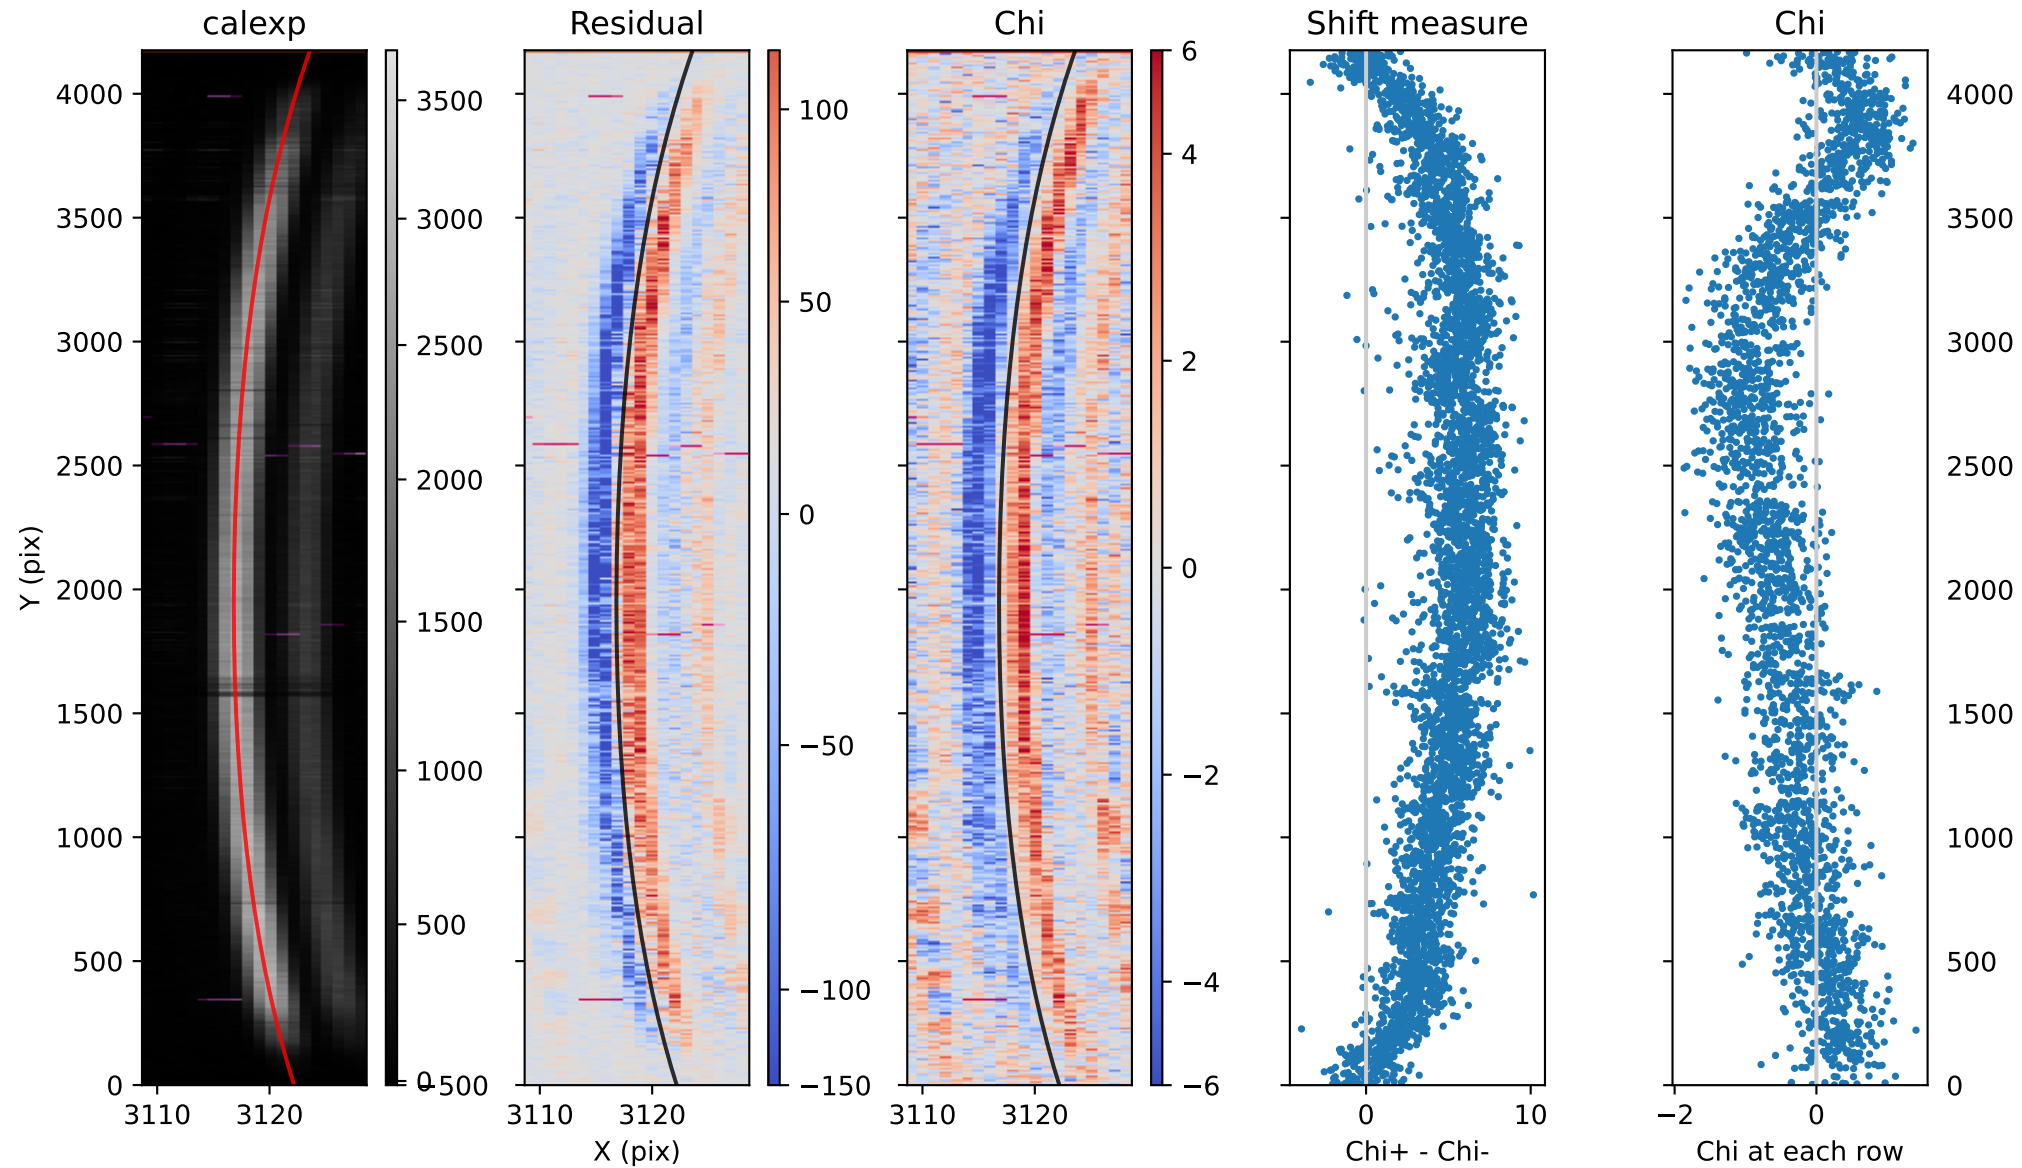 calexp Residual Chi Shift measure Chi
4000 3500 100 6 4000
4
3500 3000 50 2 3500
3000 2500 3000
2500 2000 0 0 2500
Y (pix)
2000 1500 2000
1500 1000 −50 −2 1500
1000 1000
500 500 −100 −4 500
0 0 −500 −150 −6 0
3110 3120 3110 3120 3110 3120 0 10 −2 0
X (pix) Chi+ - Chi- Chi at each row